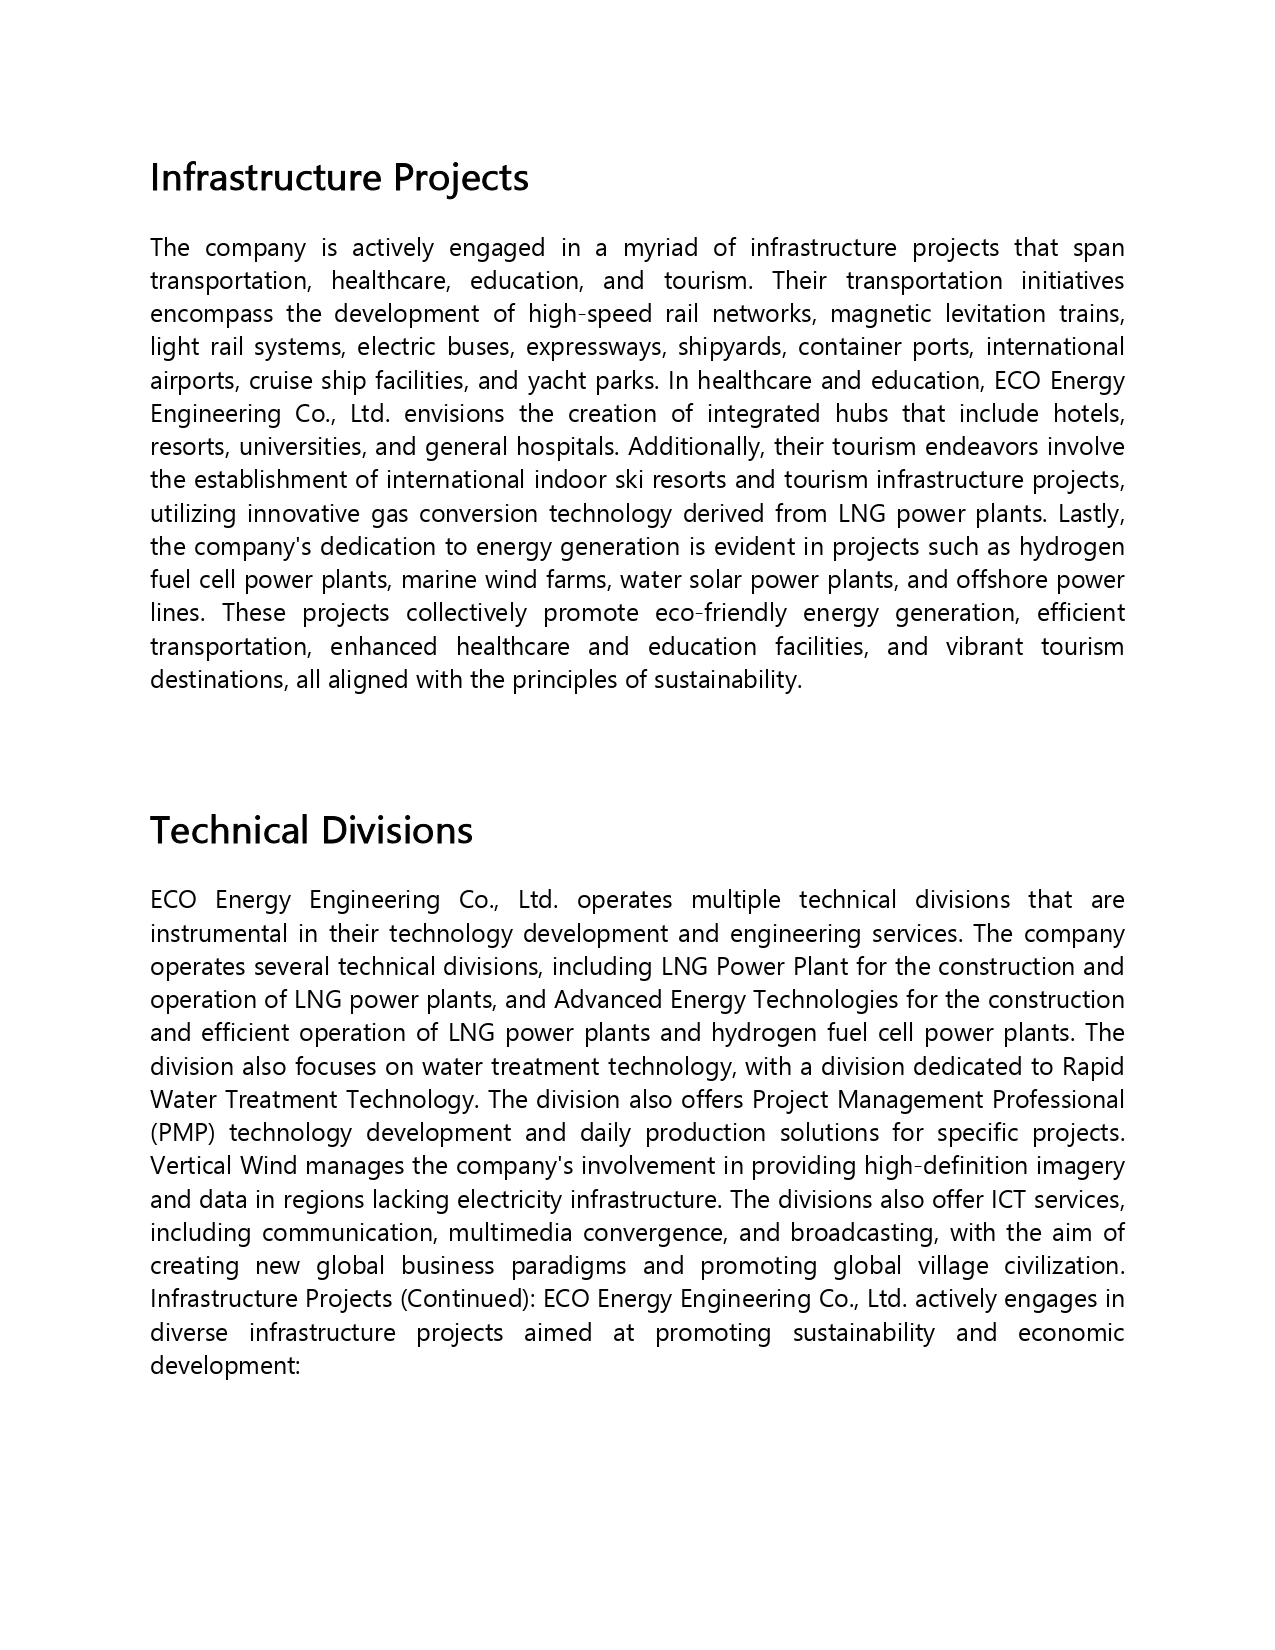 Infrastructure Projects
The company is actively engaged in a myriad of infrastructure projects that span
transportation, healthcare, education, and tourism. Their transportation initiatives
encompass the development of high-speed rail networks, magnetic levitation trains,
light rail systems, electric buses, expressways, shipyards, container ports, international
airports, cruise ship facilities, and yacht parks. In healthcare and education, ECO Energy
Engineering Co., Ltd. envisions the creation of integrated hubs that include hotels,
resorts, universities, and general hospitals. Additionally, their tourism endeavors involve
the establishment of international indoor ski resorts and tourism infrastructure projects,
utilizing innovative gas conversion technology derived from LNG power plants. Lastly,
the company's dedication to energy generation is evident in projects such as hydrogen
fuel cell power plants, marine wind farms, water solar power plants, and offshore power
lines. These projects collectively promote eco-friendly energy generation, efficient
transportation, enhanced healthcare and education facilities, and vibrant tourism
destinations, all aligned with the principles of sustainability.
Technical Divisions
ECO Energy Engineering Co., Ltd. operates multiple technical divisions that are
instrumental in their technology development and engineering services. The company
operates several technical divisions, including LNG Power Plant for the construction and
operation of LNG power plants, and Advanced Energy Technologies for the construction
and efficient operation of LNG power plants and hydrogen fuel cell power plants. The
division also focuses on water treatment technology, with a division dedicated to Rapid
Water Treatment Technology. The division also offers Project Management Professional
(PMP) technology development and daily production solutions for specific projects.
Vertical Wind manages the company's involvement in providing high-definition imagery
and data in regions lacking electricity infrastructure. The divisions also offer ICT services,
including communication, multimedia convergence, and broadcasting, with the aim of
creating new global business paradigms and promoting global village civilization.
Infrastructure Projects (Continued): ECO Energy Engineering Co., Ltd. actively engages in
diverse infrastructure projects aimed at promoting sustainability and economic
development: